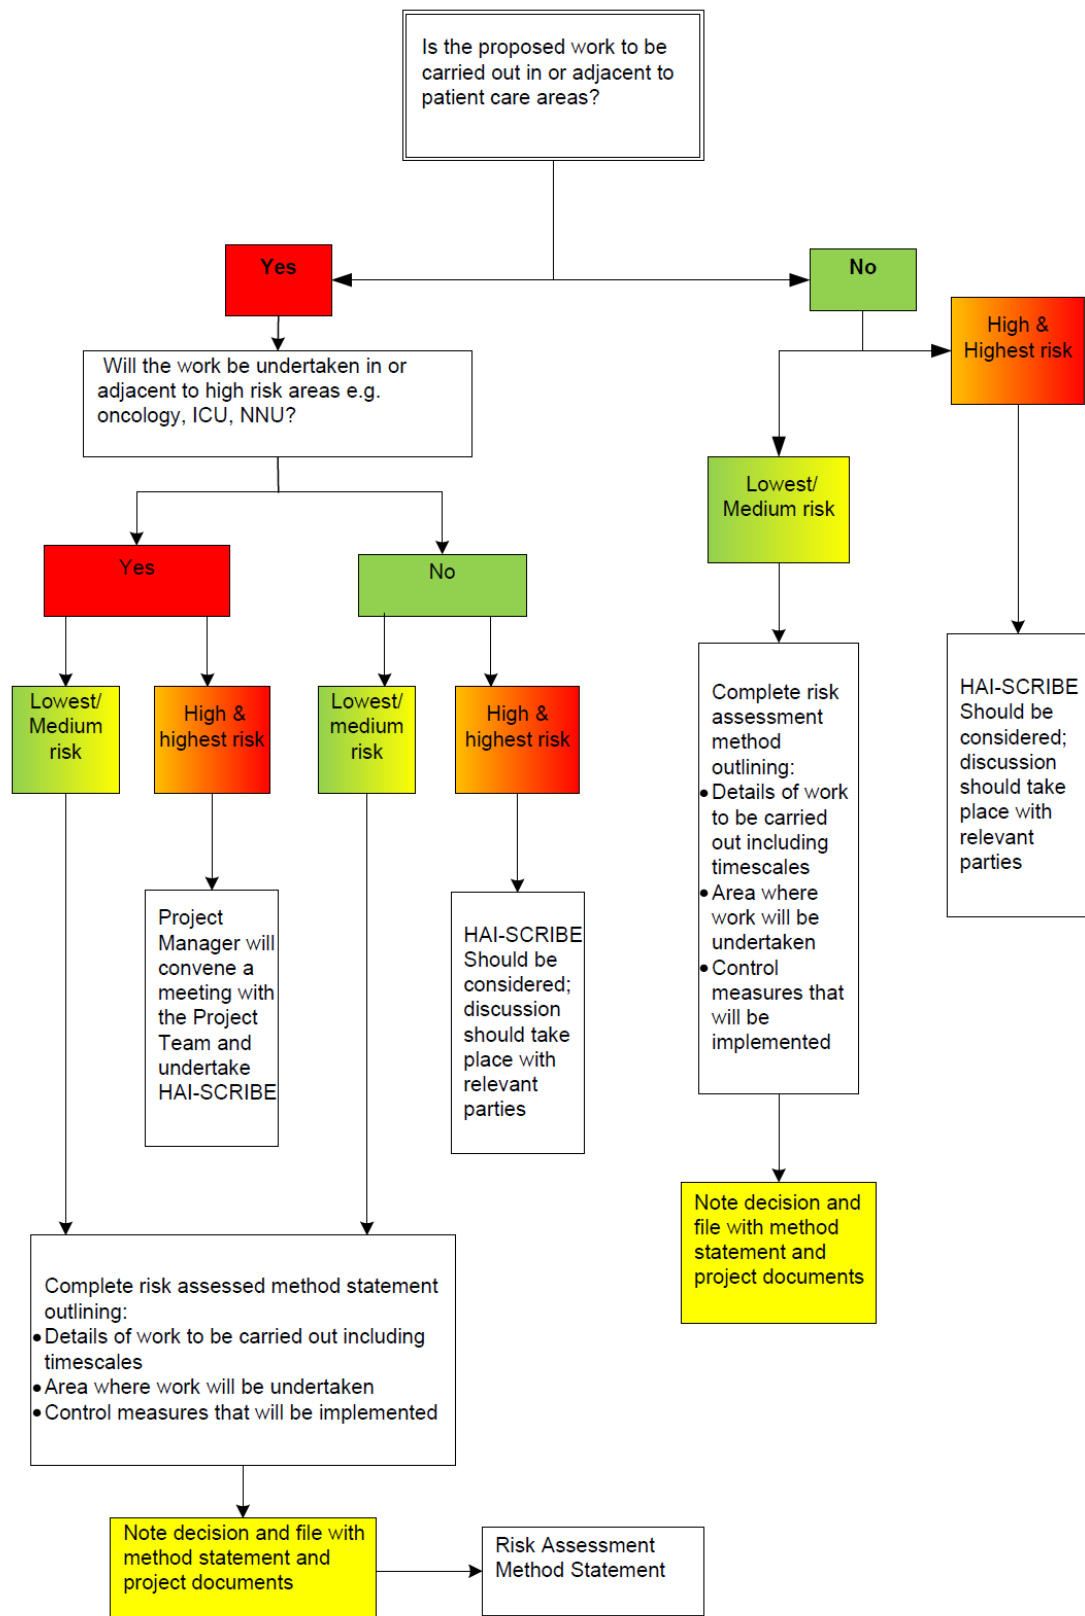 Is the proposed work to be
carried out in or adjacent to
patient care areas?
Yes
No
High &
Highest risk
Will the work be undertaken in or
adjacent to high risk areas e.g.
oncology, ICU, NNU?
Lowest/
Medium risk
Yes
No
Lowest/
Medium
risk
High &
highest risk
Lowest/
medium
risk
High &
highest risk
Complete risk
assessment
method
outlining:
• Details of work
to be carried
out including
timescales
• Area where
work will be
undertaken
• Control
measures that
will be
implemented
HAI-SCRIBE
Should be
considered;
discussion
should take
place with
relevant
parties
Project
Manager will
convene a
meeting with
the Project
Team and
undertake
HAI-SCRIBE
HAI-SCRIBE
Should be
considered;
discussion
should take
place with
relevant
parties
Note decision and
file with method
statement and
project documents
Complete risk assessed method statement
outlining:
• Details of work to be carried out including
timescales
• Area where work will be undertaken
• Control measures that will be implemented
Note decision and file with
method statement and
project documents
Risk Assessment
Method Statement